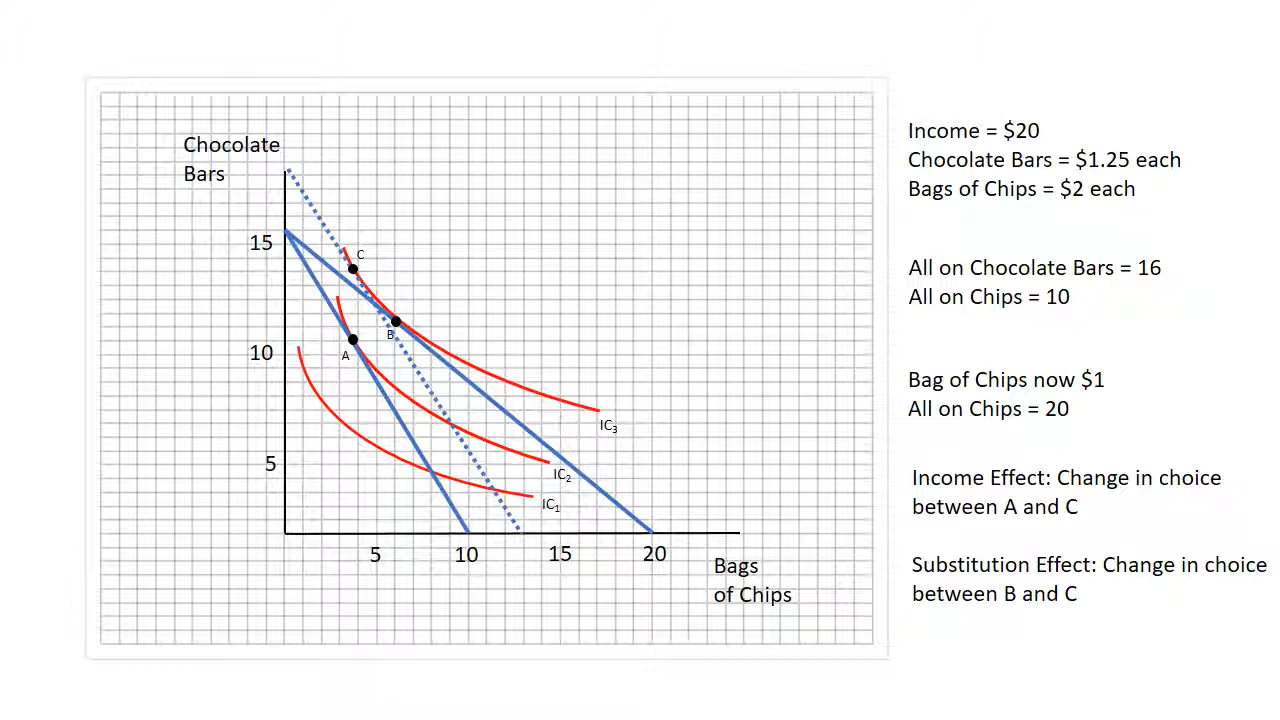 Chocolate
Bars
15
10
5
C
B
A
IC₃
IC₂
IC₁
5
10
15
20
Bags
of Chips
Income = $20
Chocolate Bars = $1.25 each
Bags of Chips = $2 each
All on Chocolate Bars = 16
All on Chips = 10
Bag of Chips now $1
All on Chips = 20
Income Effect: Change in choice
between A and C
Substitution Effect: Change in choice
between B and C